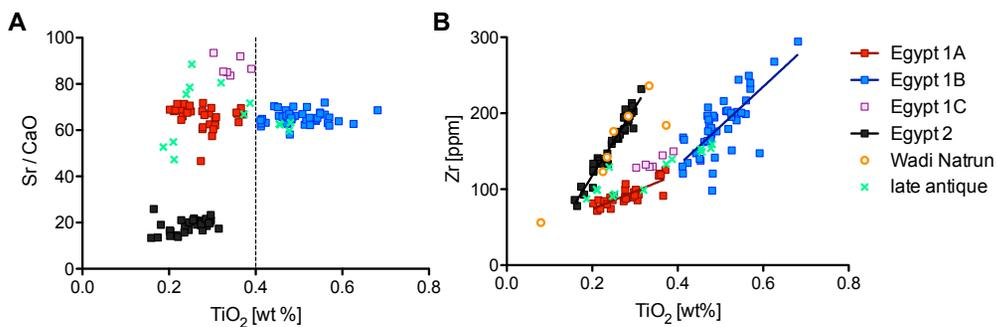 A
100
80
60
40
20
0
Sr / CaO
0.0
0.2
0.4
0.6
0.8
TiO2 [wt %]
B
300
200
100
0
Zr [ppm]
0.0
0.2
0.4
0.6
0.8
TiO2 [wt%]
Egypt 1A
Egypt 1B
Egypt 1C
Egypt 2
Wadi Natrun
late antique